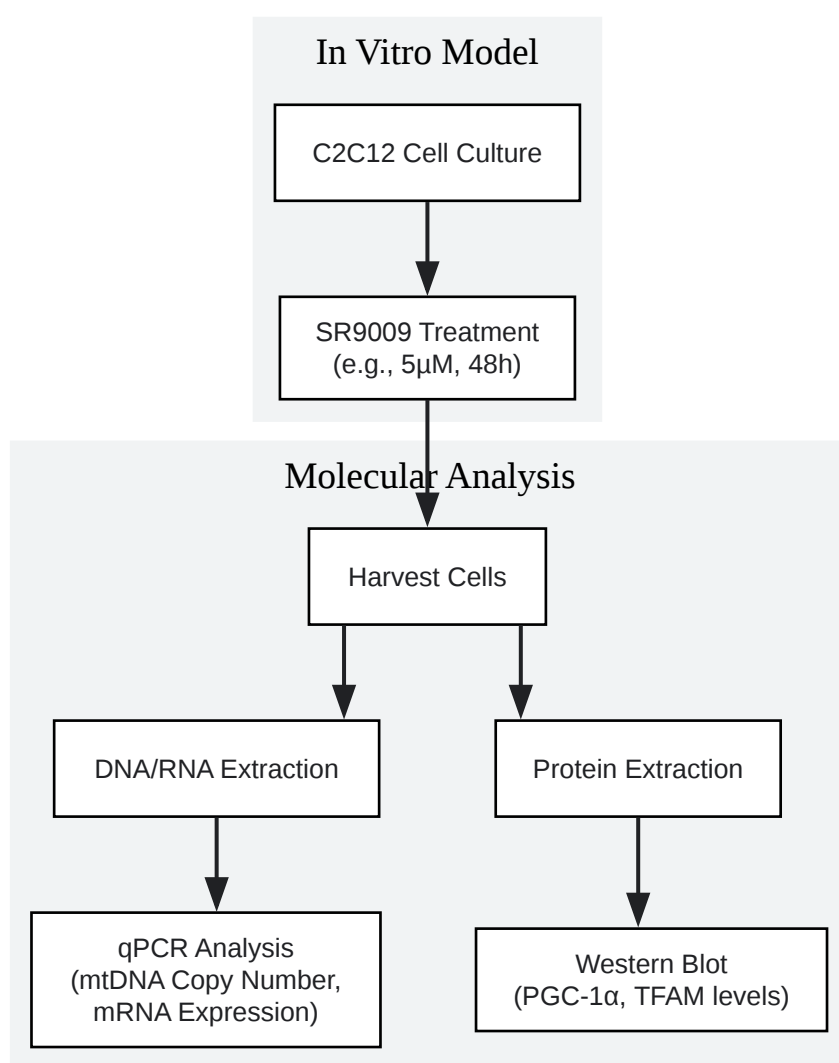 In Vitro Model
C2C12 Cell Culture
SR9009 Treatment
(e.g., 5µM, 48h)
Molecular Analysis
Harvest Cells
DNA/RNA Extraction
Protein Extraction
qPCR Analysis
(mtDNA Copy Number,
mRNA Expression)
Western Blot
(PGC-1α, TFAM levels)